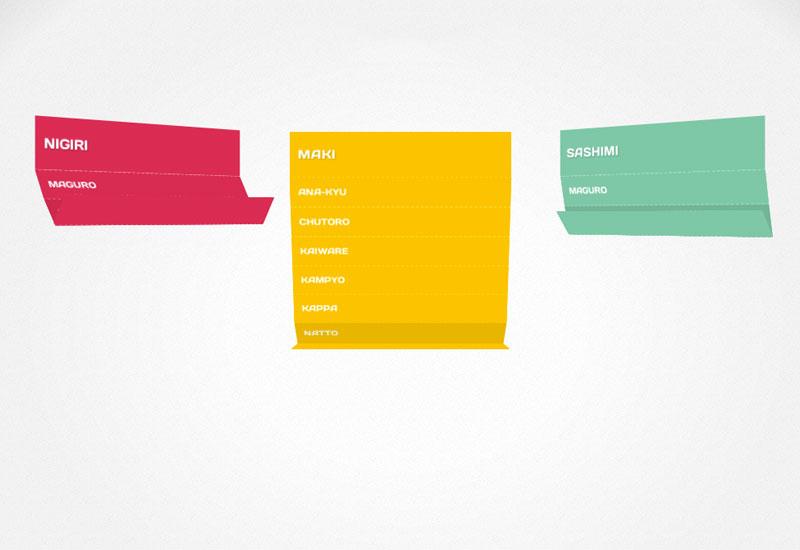 NIGIRI
MAGURO
MAKI
ANA-KYU
CHUTORO
KAIWARE
KAMPYO
KAPPA
NATTO
SASHIMI
MAGURO